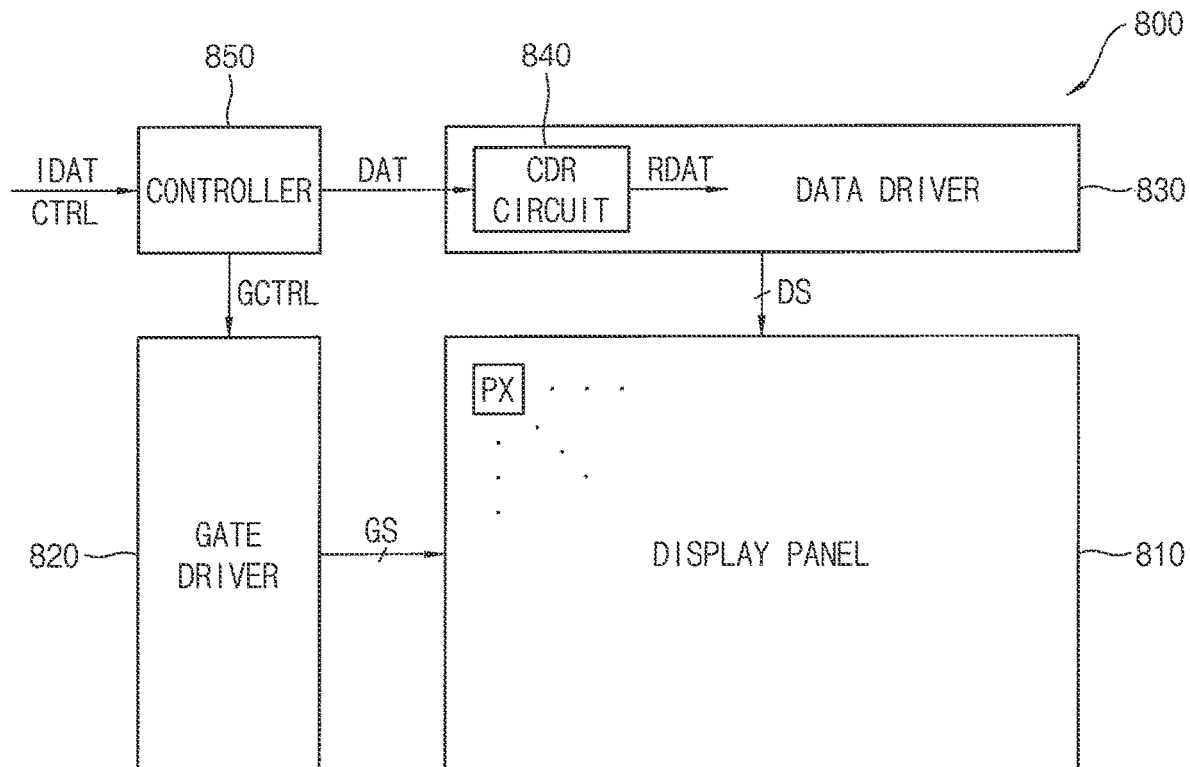 800
850
840
IDAT
CTRL
CONTROLLER
DAT
CDR
CIRCUIT
RDAT
DATA DRIVER
830
GCTRL
DS
PX
820
GATE
DRIVER
GS
DISPLAY PANEL
810